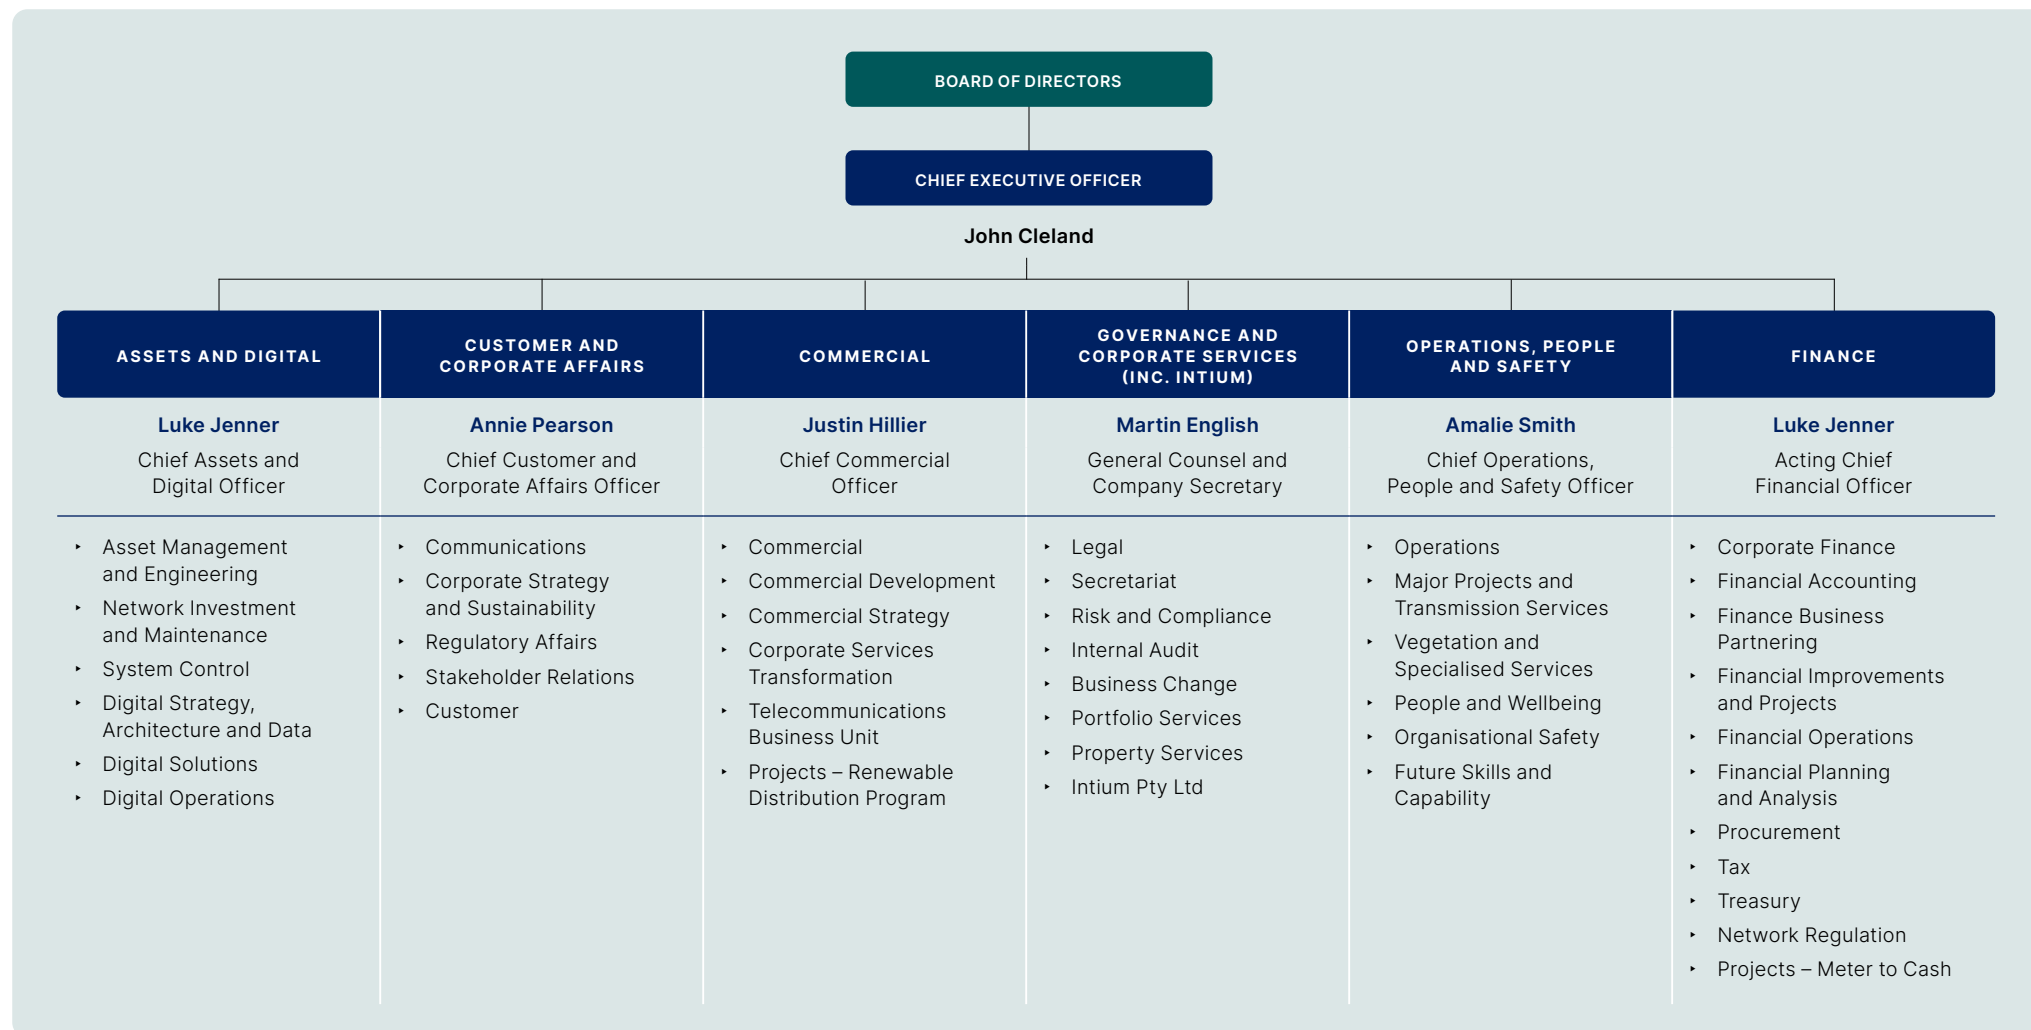 BOARD OF DIRECTORS
CHIEF EXECUTIVE OFFICER
John Cleland
ASSETS AND DIGITAL
Luke Jenner
Chief Assets and
Digital Officer
‣ Asset Management
and Engineering
‣ Network Investment
and Maintenance
‣ System Control
‣ Digital Strategy,
Architecture and Data
‣ Digital Solutions
‣ Digital Operations
CUSTOMER AND
CORPORATE AFFAIRS
Annie Pearson
Chief Customer and
Corporate Affairs Officer
‣ Communications
‣ Corporate Strategy
and Sustainability
‣ Regulatory Affairs
‣ Stakeholder Relations
‣ Customer
COMMERCIAL
Justin Hillier
Chief Commercial
Officer
‣ Commercial
‣ Commercial Development
‣ Commercial Strategy
‣ Corporate Services
Transformation
‣ Telecommunications
Business Unit
‣ Projects – Renewable
Distribution Program
GOVERNANCE AND
CORPORATE SERVICES
(INC. INTIUM)
Martin English
General Counsel and
Company Secretary
‣ Legal
‣ Secretariat
‣ Risk and Compliance
‣ Internal Audit
‣ Business Change
‣ Portfolio Services
‣ Property Services
‣ Intium Pty Ltd
OPERATIONS, PEOPLE
AND SAFETY
Amalie Smith
Chief Operations,
People and Safety Officer
‣ Operations
‣ Major Projects and
Transmission Services
‣ Vegetation and
Specialised Services
‣ People and Wellbeing
‣ Organisational Safety
‣ Future Skills and
Capability
FINANCE
Luke Jenner
Acting Chief
Financial Officer
‣ Corporate Finance
‣ Financial Accounting
‣ Finance Business
Partnering
‣ Financial Improvements
and Projects
‣ Financial Operations
‣ Financial Planning
and Analysis
‣ Procurement
‣ Tax
‣ Treasury
‣ Network Regulation
‣ Projects – Meter to Cash